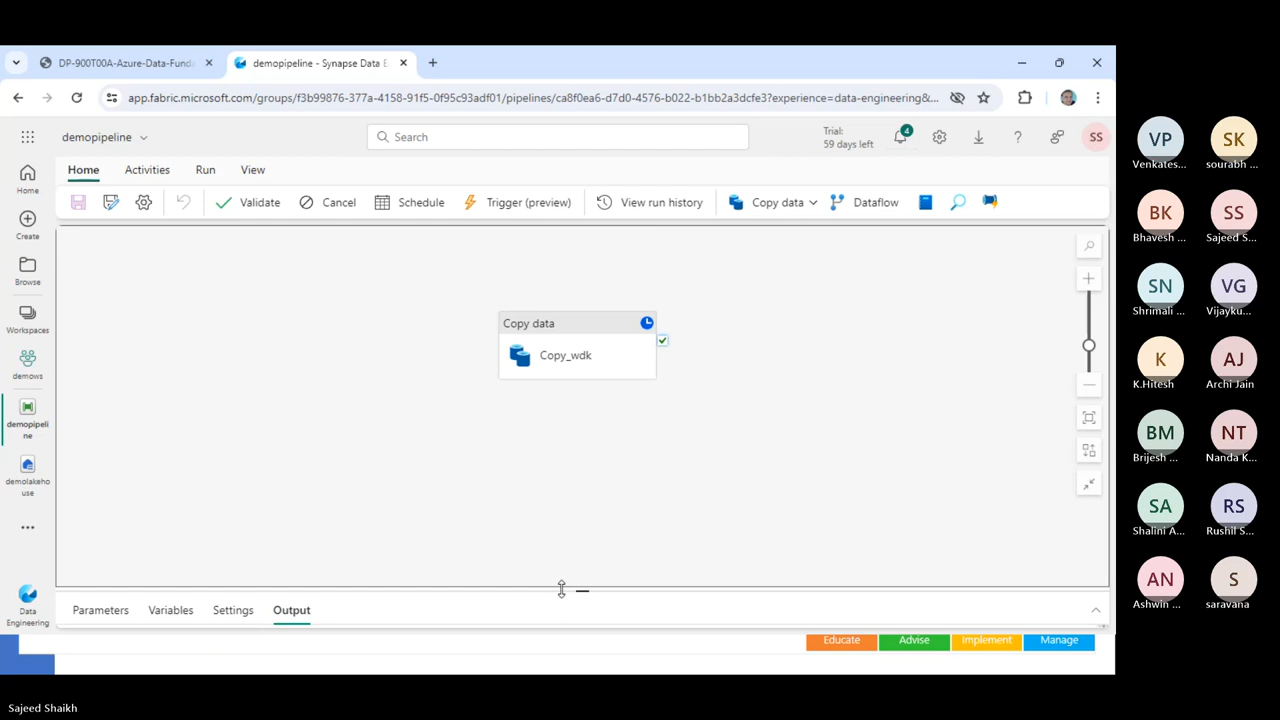 DP-900T00A-Azure-Data-Funda
demopipeline - Synapse Data E
app.fabric.microsoft.com/groups/f3b99876-377a-4158-91f5-0f95c93adf01/pipelines/ca8f0ea6-d7d0-4576-b022-b1bb2a3dcfe3?experience=data-engineering&...
demopipeline
Search
Trial:
59 days left
4
SS
Home
Activities
Run
View
Validate
Cancel
Schedule
Trigger (preview)
View run history
Copy data
Dataflow
Home
Create
Browse
Workspaces
demows
demopipeli
ne
demolakeho
use
Data
Engineering
Copy data
Copy_wdk
Parameters
Variables
Settings
Output
Educate
Advise
Implement
Manage
VP
Venkates...
SK
sourabh ...
BK
Bhavesh ...
SS
Sajeed S...
SN
Shrimali ...
VG
Vijayku...
K
K.Hitesh
AJ
Archi Jain
BM
Brijesh ...
NT
Nanda K...
SA
Shalini A...
RS
Rushil S...
AN
Ashwin ...
S
saravana
Sajeed Shaikh